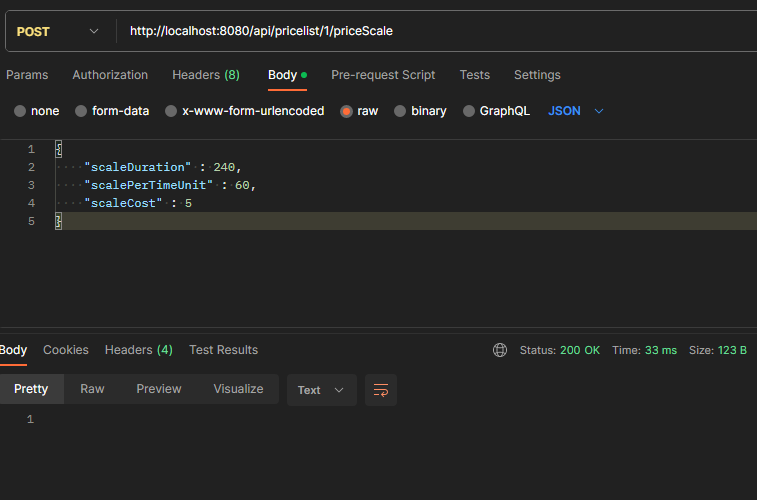 POST http://localhost:8080/api/pricelist/1/priceScale
Params Authorization Headers (8) Body Pre-request Script Tests Settings
none form-data x-www-form-urlencoded raw binary GraphQL JSON
1 {
2 "scaleDuration" : 240,
3 "scalePerTimeUnit" : 60,
4 "scaleCost" : 5
5 }
Body Cookies Headers (4) Test Results Status: 200 OK Time: 33 ms Size: 123 B
Pretty Raw Preview Visualize Text
1